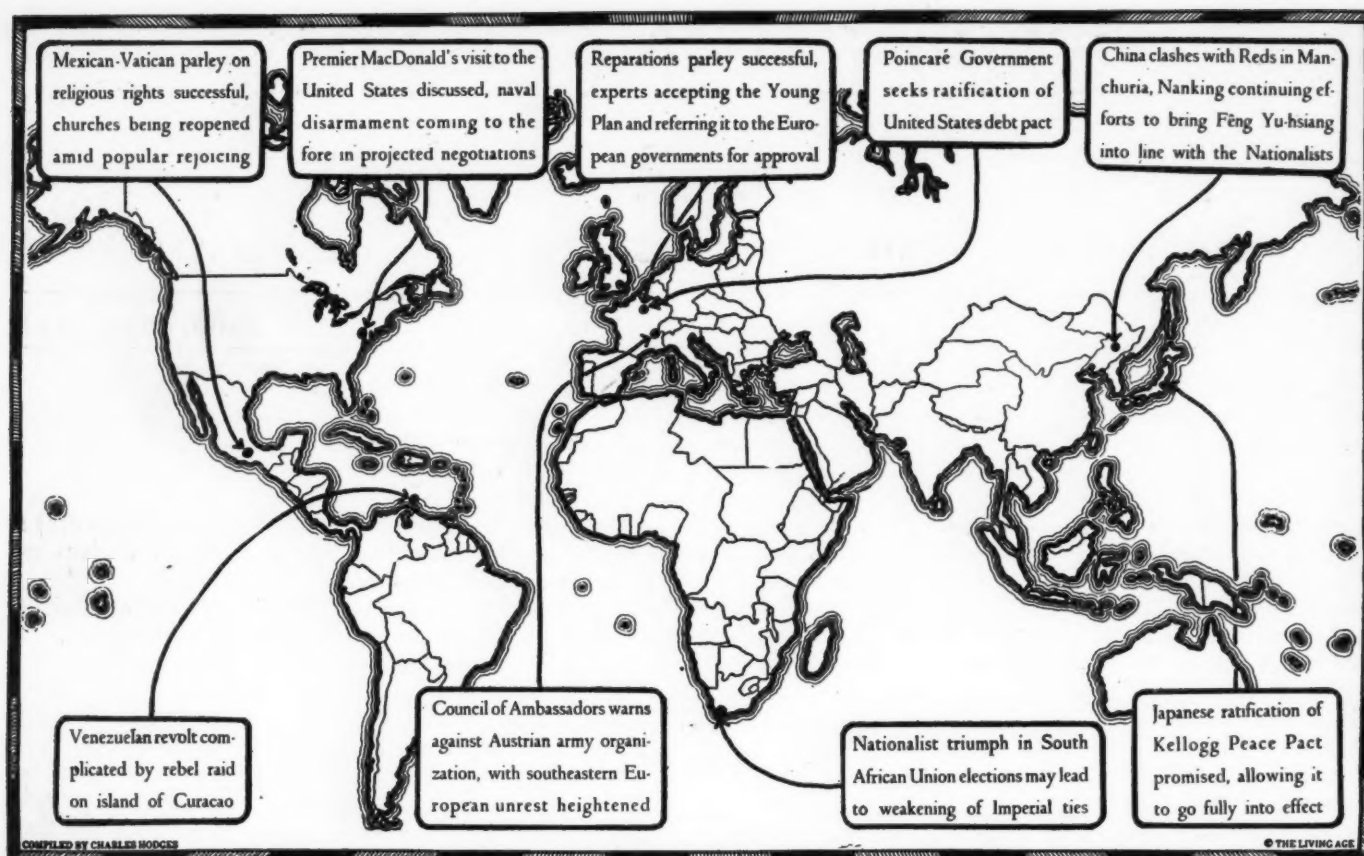 Mexican-Vatican parley on
religious rights successful,
churches being reopened
amid popular rejoicing
Premier MacDonald's visit to the
United States discussed, naval
disarmament coming to the
fore in projected negotiations
Reparations parley successful,
experts accepting the Young
Plan and referring it to the Euro-
pean governments for approval
Poincaré Government
seeks ratification of
United States debt pact
China clashes with Reds in Man-
churia, Nanking continuing ef-
forts to bring Fêng Yu-hsiang
into line with the Nationalists
Venezuelan revolt com-
plicated by rebel raid
on island of Curacao
Council of Ambassadors warns
against Austrian army organi-
zation, with southeastern Eu-
ropean unrest heightened
Nationalist triumph in South
African Union elections may lead
to weakening of Imperial ties
Japanese ratification of
Kellogg Peace Pact
promised, allowing it
to go fully into effect
COMPILED BY CHARLES HODGES
© THE LIVING AGE